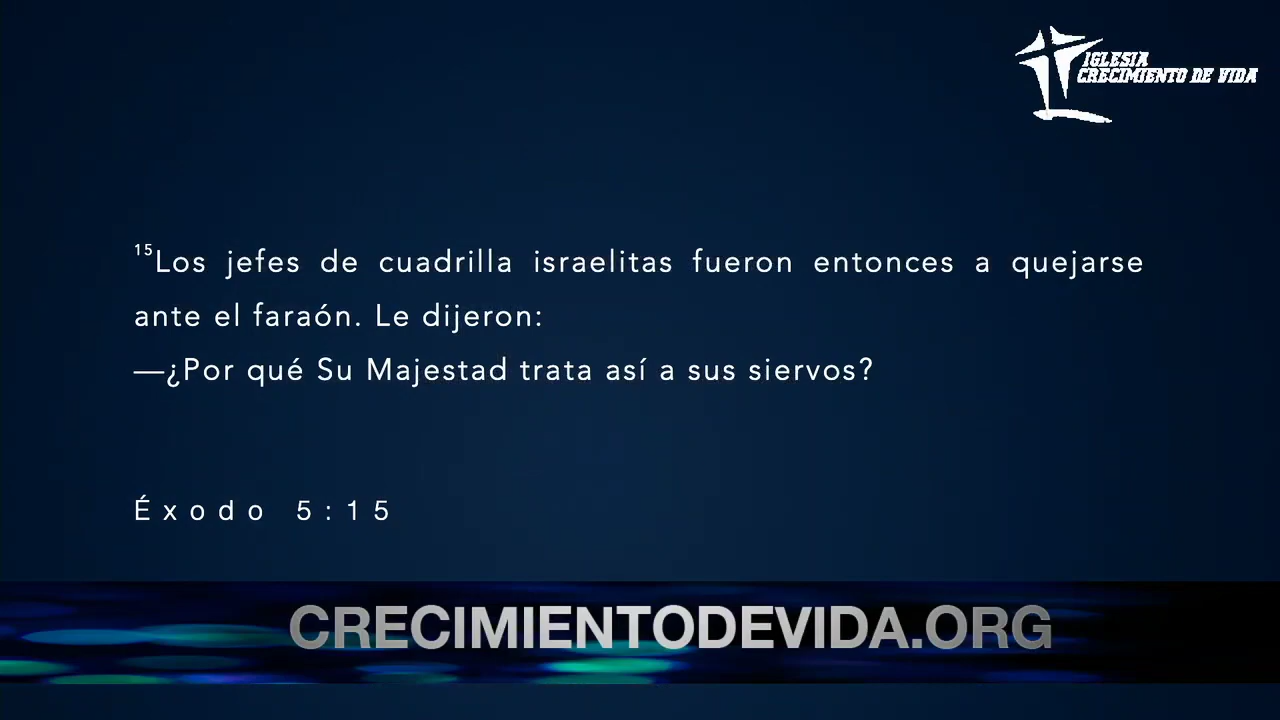 IGLESIA
CRECIMIENTO DE VIDA
15Los jefes de cuadrilla israelitas fueron entonces a quejarse
ante el faraón. Le dijeron:
—¿Por qué Su Majestad trata así a sus siervos?
Éxodo 5:15
CRECIMIENTODEVIDA.ORG